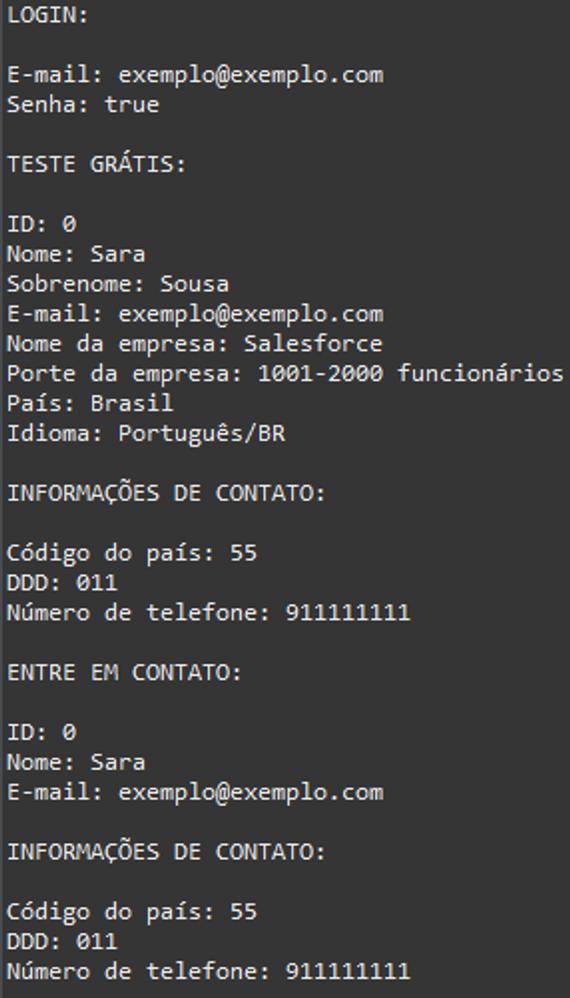 LOGIN:
E-mail: exemplo@exemplo.com
Senha: true
TESTE GRÁTIS:
ID: 0
Nome: Sara
Sobrenome: Sousa
E-mail: exemplo@exemplo.com
Nome da empresa: Salesforce
Porte da empresa: 1001-2000 funcionários
País: Brasil
Idioma: Português/BR
INFORMAÇÕES DE CONTATO:
Código do país: 55
DDD: 011
Número de telefone: 911111111
ENTRE EM CONTATO:
ID: 0
Nome: Sara
E-mail: exemplo@exemplo.com
INFORMAÇÕES DE CONTATO:
Código do país: 55
DDD: 011
Número de telefone: 911111111